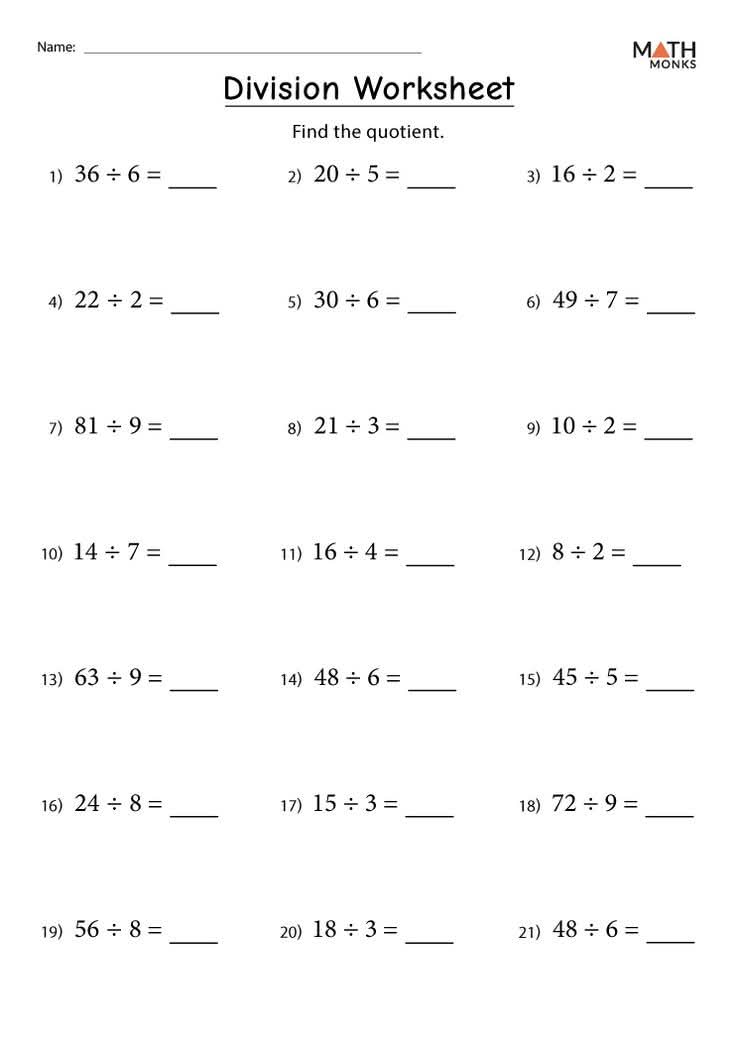 Name: ____________________
MATH
MONKS
Division Worksheet
Find the quotient.
1) 36 ÷ 6 = ____ 2) 20 ÷ 5 = ____ 3) 16 ÷ 2 = ____
4) 22 ÷ 2 = ____ 5) 30 ÷ 6 = ____ 6) 49 ÷ 7 = ____
7) 81 ÷ 9 = ____ 8) 21 ÷ 3 = ____ 9) 10 ÷ 2 = ____
10) 14 ÷ 7 = ____ 11) 16 ÷ 4 = ____ 12) 8 ÷ 2 = ____
13) 63 ÷ 9 = ____ 14) 48 ÷ 6 = ____ 15) 45 ÷ 5 = ____
16) 24 ÷ 8 = ____ 17) 15 ÷ 3 = ____ 18) 72 ÷ 9 = ____
19) 56 ÷ 8 = ____ 20) 18 ÷ 3 = ____ 21) 48 ÷ 6 = ____